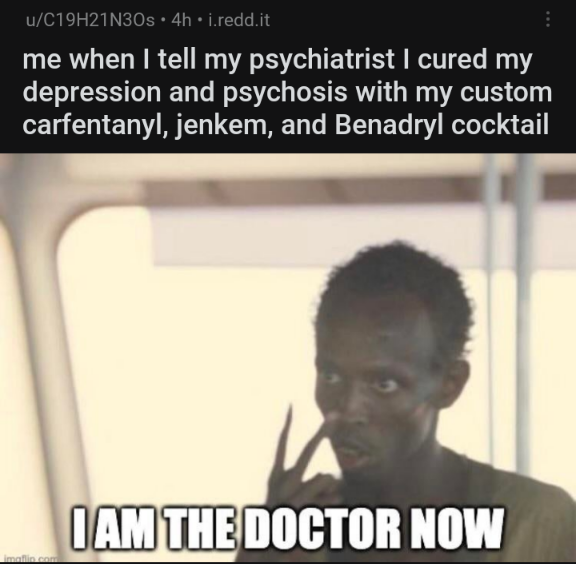 u/C19H21N3Os • 4h • i.redd.it
me when I tell my psychiatrist I cured my
depression and psychosis with my custom
carfentanyl, jenkem, and Benadryl cocktail
I AM THE DOCTOR NOW
imgflip.com